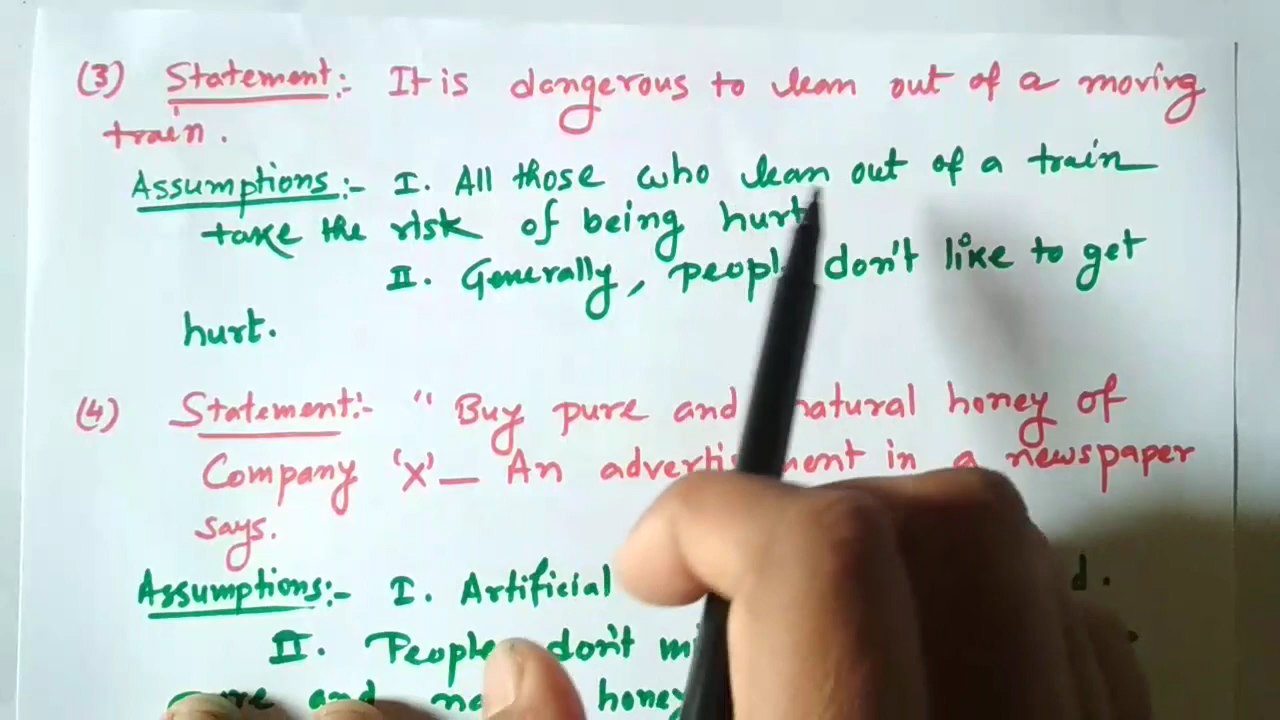 (3) Statement:- It is dangerous to lean out of a moving
train.
Assumptions:- I. All those who lean out of a train
take the risk of being hurt
II. Generally, people don't like to get
hurt.
(4) Statement:- " Buy pure and natural honey of
Company 'X' — An advertisement in a newspaper
says.
Assumptions:- I. Artificial
II. People don't
and honey